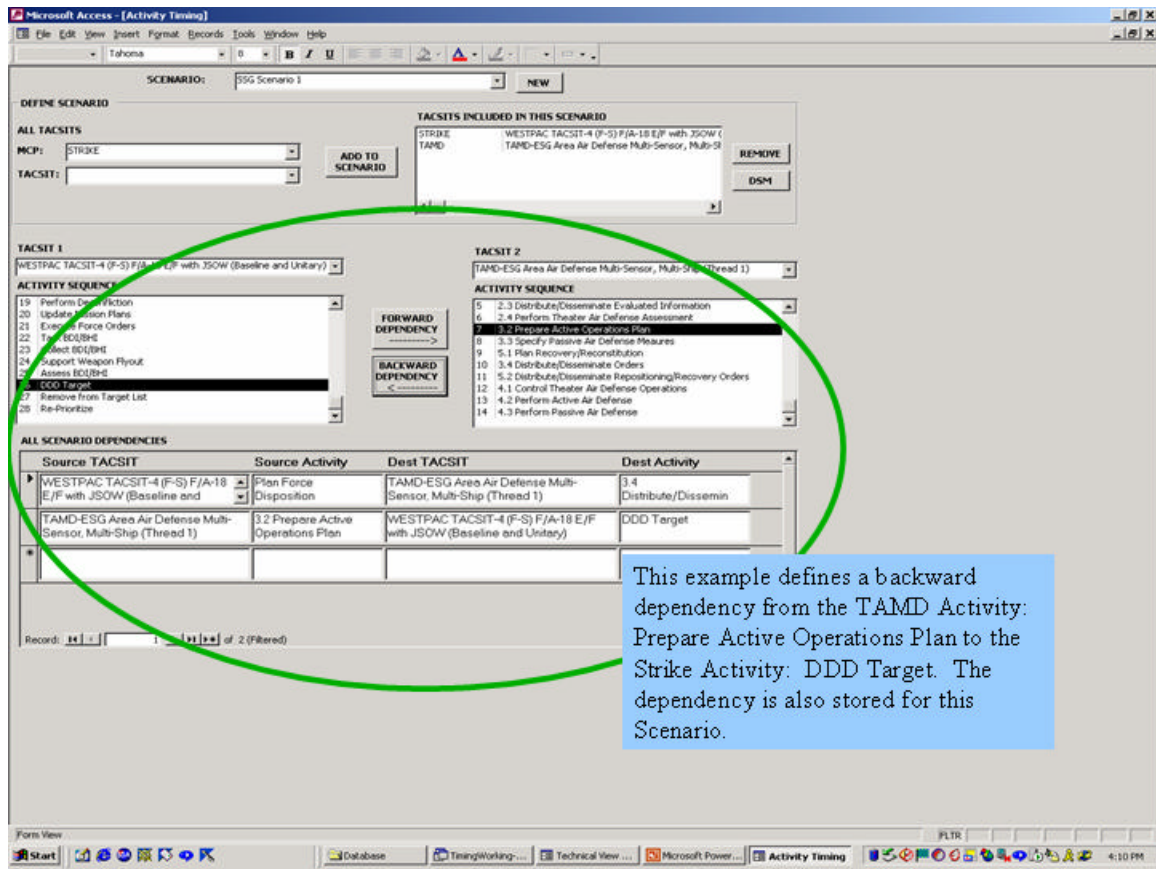 Microsoft Access - [Activity Timing]
File Edit View Insert Format Records Tools Window Help
Tahoma 8 B I U
SCENARIO: SSG Scenario 1 NEW
DEFINE SCENARIO
ALL TACSITS
MCP: STRIKE
TACSIT:
ADD TO
SCENARIO
TACSITS INCLUDED IN THIS SCENARIO
STRIKE WESTPAC TACSIT-4 (F-S) F/A-18 E/F with JSOW (
TAMD TAMD-ESG Area Air Defense Multi-Sensor, Multi-S
REMOVE
DSM
TACSIT 1
WESTPAC TACSIT-4 (F-S) F/A-18 E/F with JSOW (Baseline and Unitary)
ACTIVITY SEQUENCE
19 Perform Deconfliction
20 Update Mission Plans
21 Execute Force Orders
22 Task BDI/BHI
23 Collect BDI/BHI
24 Support Weapon Flyout
25 Assess BDI/BHI
26 DDD Target
27 Remove from Target List
28 Re-Prioritize
FORWARD
DEPENDENCY
--------->
BACKWARD
DEPENDENCY
<---------
TACSIT 2
TAMD-ESG Area Air Defense Multi-Sensor, Multi-Ship (Thread 1)
ACTIVITY SEQUENCE
5 2.3 Distribute/Disseminate Evaluated Information
6 2.4 Perform Theater Air Defense Assessment
7 3.2 Prepare Active Operations Plan
8 3.3 Specify Passive Air Defense Meaures
9 5.1 Plan Recovery/Reconstitution
10 3.4 Distribute/Disseminate Orders
11 5.2 Distribute/Disseminate Repositioning/Recovery Orders
12 4.1 Control Theater Air Defense Operations
13 4.2 Perform Active Air Defense
14 4.3 Perform Passive Air Defense
ALL SCENARIO DEPENDENCIES
Source TACSIT Source Activity Dest TACSIT Dest Activity
WESTPAC TACSIT-4 (F-S) F/A-18 Plan Force TAMD-ESG Area Air Defense Multi- 3.4
E/F with JSOW (Baseline and Disposition Sensor, Multi-Ship (Thread 1) Distribute/Dissemin
TAMD-ESG Area Air Defense Multi- 3.2 Prepare Active WESTPAC TACSIT-4 (F-S) F/A-18 E/F DDD Target
Sensor, Multi-Ship (Thread 1) Operations Plan with JSOW (Baseline and Unitary)
This example defines a backward
dependency from the TAMD Activity:
Prepare Active Operations Plan to the
Strike Activity: DDD Target. The
dependency is also stored for this
Scenario.
Record: 1 of 2 (Filtered)
Form View FLTR
Start Database TimingWorking-... Technical View ... Microsoft Power... Activity Timing 4:10 PM